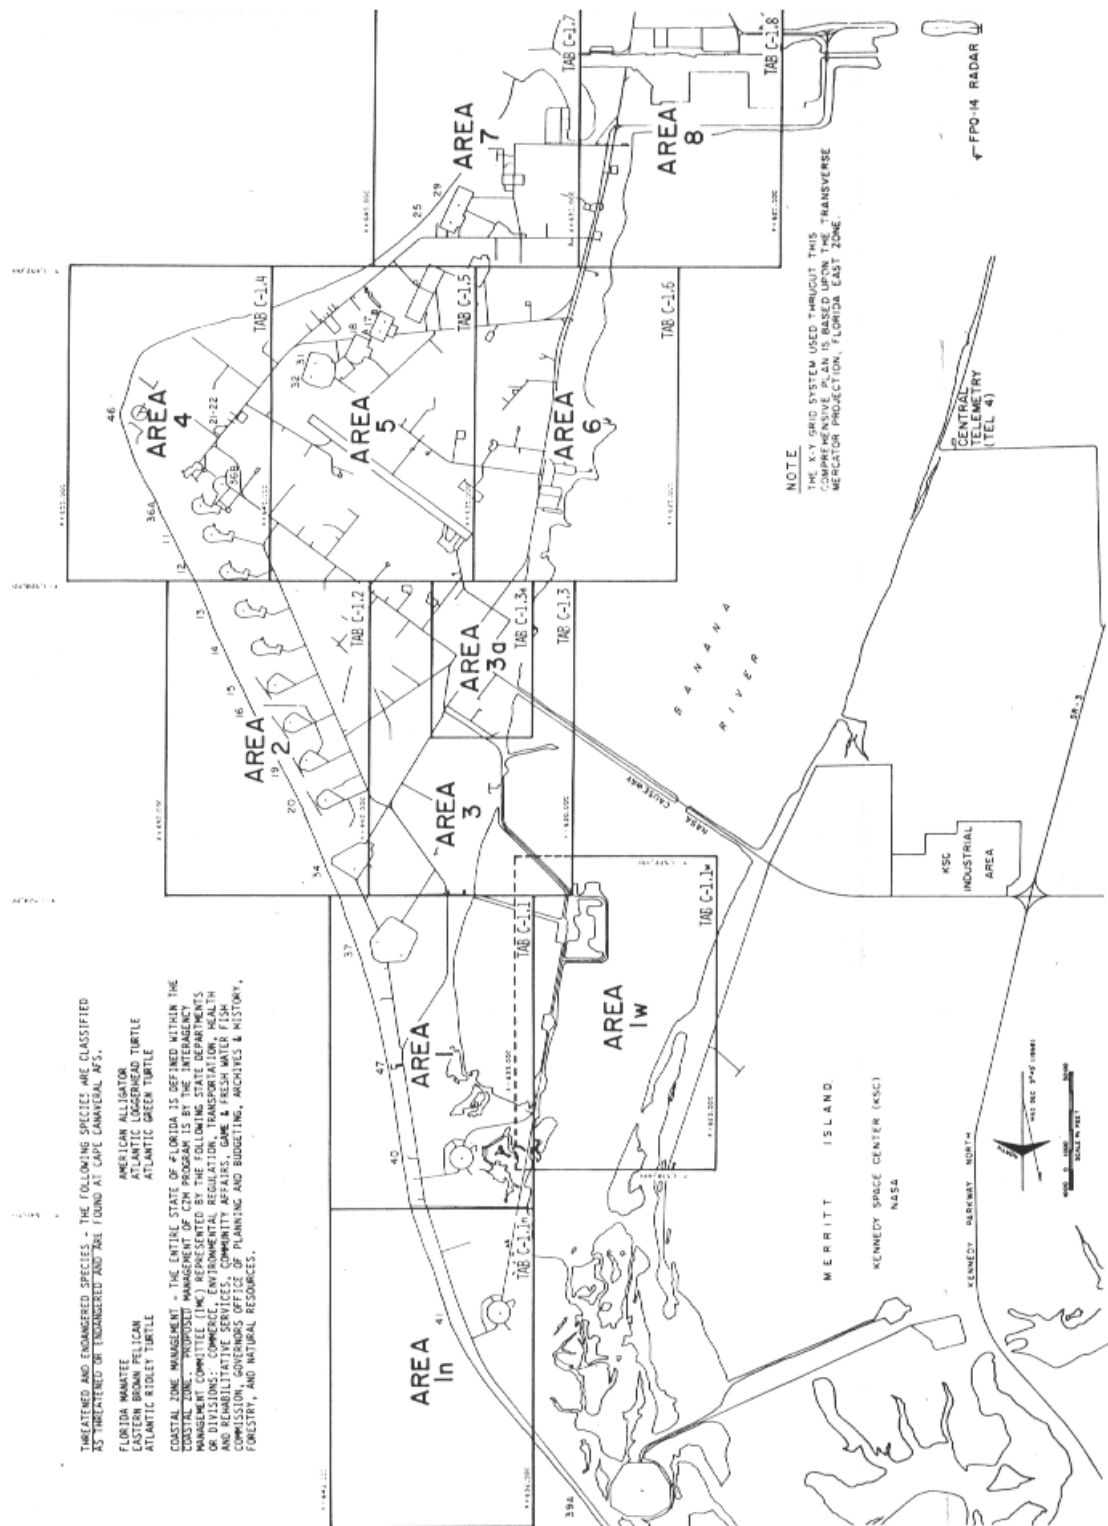 THREATENED AND ENDANGERED SPECIES - THE FOLLOWING SPECIES ARE CLASSIFIED
AS THREATENED OR ENDANGERED AND ARE FOUND AT CAPE CANAVERAL AFS.
FLORIDA MANATEE AMERICAN ALLIGATOR
EASTERN BROWN PELICAN ATLANTIC LOGGERHEAD TURTLE
ATLANTIC RIDLEY TURTLE ATLANTIC GREEN TURTLE
COASTAL ZONE MANAGEMENT - THE ENTIRE STATE OF FLORIDA IS DEFINED WITHIN THE
COASTAL ZONE. PROPOSED MANAGEMENT OF CZM PROGRAM IS BY THE INTERAGENCY
MANAGEMENT COMMITTEE (IMC) REPRESENTED BY THE FOLLOWING STATE DEPARTMENTS
OR DIVISIONS: COMMERCE, ENVIRONMENTAL REGULATION, TRANSPORTATION, HEALTH
AND REHABILITATIVE SERVICES, COMMUNITY AFFAIRS, GAME & FRESH WATER FISH
COMMISSION, GOVERNORS OFFICE OF PLANNING AND BUDGETING, ARCHIVES & HISTORY,
FORESTRY, AND NATURAL RESOURCES.
AREA
1n
TAB C-1.1n
39A
41
AREA
1
TAB C-1.1
40
47
37
AREA
1w
TAB C-1.1w
AREA
2
TAB C-1.2
34
20
19
16
15
14
13
AREA
3
TAB C-1.3
AREA
3a
TAB C-1.3a
AREA
4
TAB C-1.4
12
11
36A
36B
46
21-22
AREA
5
TAB C-1.5
32
31
18
A17B
AREA
6
TAB C-1.6
AREA
7
TAB C-1.7
25
29
AREA
8
TAB C-1.8
FPQ-14 RADAR
NOTE
THE X-Y GRID SYSTEM USED THRUOUT THIS
COMPREHENSIVE PLAN IS BASED UPON THE TRANSVERSE
MERCATOR PROJECTION, FLORIDA EAST ZONE.
CENTRAL
TELEMETRY
(TEL 4)
BANANA
RIVER
NASA
CAUSEWAY
SR-3
KSC
INDUSTRIAL
AREA
MERRITT ISLAND
KENNEDY SPACE CENTER (KSC)
NASA
KENNEDY PARKWAY NORTH
NORTH
SCALE IN FEET